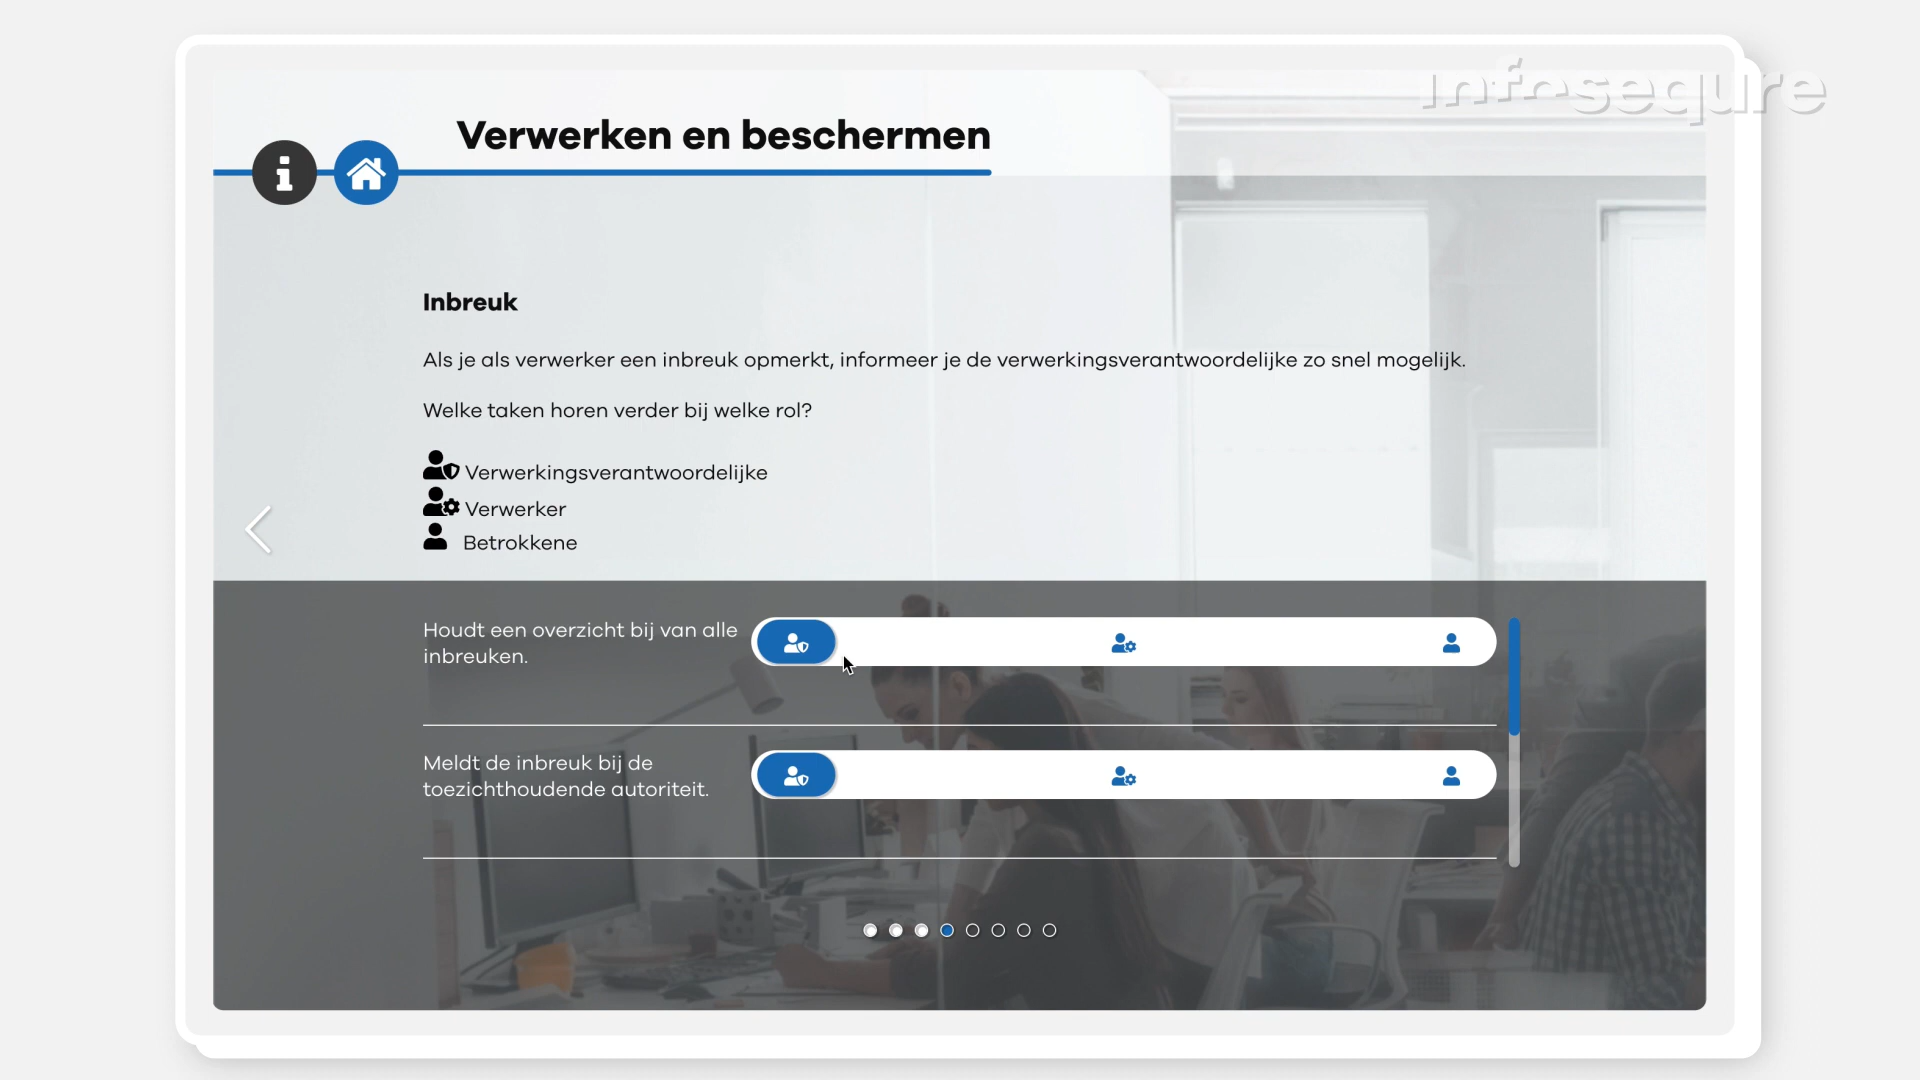 infosequre
Verwerken en beschermen
Inbreuk
Als je als verwerker een inbreuk opmerkt, informeer je de verwerkingsverantwoordelijke zo snel mogelijk.
Welke taken horen verder bij welke rol?
Verwerkingsverantwoordelijke
Verwerker
Betrokkene
Houdt een overzicht bij van alle
inbreuken.
Meldt de inbreuk bij de
toezichthoudende autoriteit.